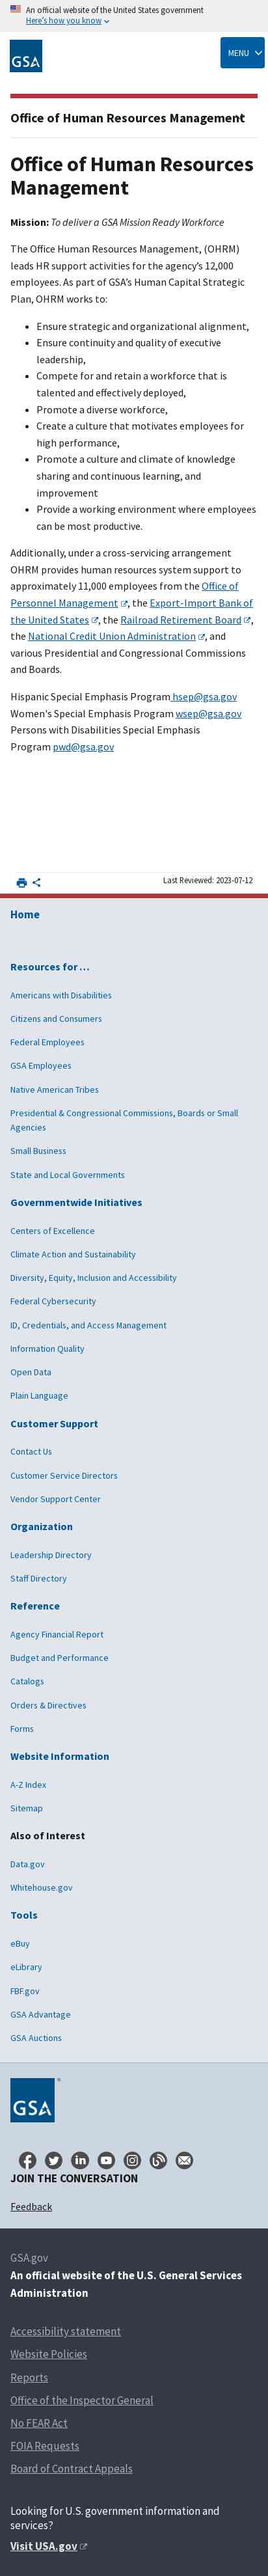 An official website of the United States government
Here's how you know
GSA
MENU
Office of Human Resources Management
Office of Human Resources
Management
Mission: To deliver a GSA Mission Ready Workforce
The Office Human Resources Management, (OHRM)
leads HR support activities for the agency's 12,000
employees. As part of GSA's Human Capital Strategic
Plan, OHRM works to:
• Ensure strategic and organizational alignment,
• Ensure continuity and quality of executive
leadership,
• Compete for and retain a workforce that is
talented and effectively deployed,
• Promote a diverse workforce,
• Create a culture that motivates employees for
high performance,
• Promote a culture and climate of knowledge
sharing and continuous learning, and
improvement
• Provide a working environment where employees
can be most productive.
Additionally, under a cross-servicing arrangement
OHRM provides human resources system support to
approximately 11,000 employees from the Office of
Personnel Management, the Export-Import Bank of
the United States, the Railroad Retirement Board,
the National Credit Union Administration, and
various Presidential and Congressional Commissions
and Boards.
Hispanic Special Emphasis Program hsep@gsa.gov
Women's Special Emphasis Program wsep@gsa.gov
Persons with Disabilities Special Emphasis
Program pwd@gsa.gov
Last Reviewed: 2023-07-12
Home
Resources for …
Americans with Disabilities
Citizens and Consumers
Federal Employees
GSA Employees
Native American Tribes
Presidential & Congressional Commissions, Boards or Small
Agencies
Small Business
State and Local Governments
Governmentwide Initiatives
Centers of Excellence
Climate Action and Sustainability
Diversity, Equity, Inclusion and Accessibility
Federal Cybersecurity
ID, Credentials, and Access Management
Information Quality
Open Data
Plain Language
Customer Support
Contact Us
Customer Service Directors
Vendor Support Center
Organization
Leadership Directory
Staff Directory
Reference
Agency Financial Report
Budget and Performance
Catalogs
Orders & Directives
Forms
Website Information
A-Z Index
Sitemap
Also of Interest
Data.gov
Whitehouse.gov
Tools
eBuy
eLibrary
FBF.gov
GSA Advantage
GSA Auctions
GSA
JOIN THE CONVERSATION
Feedback
GSA.gov
An official website of the U.S. General Services
Administration
Accessibility statement
Website Policies
Reports
Office of the Inspector General
No FEAR Act
FOIA Requests
Board of Contract Appeals
Looking for U.S. government information and
services?
Visit USA.gov